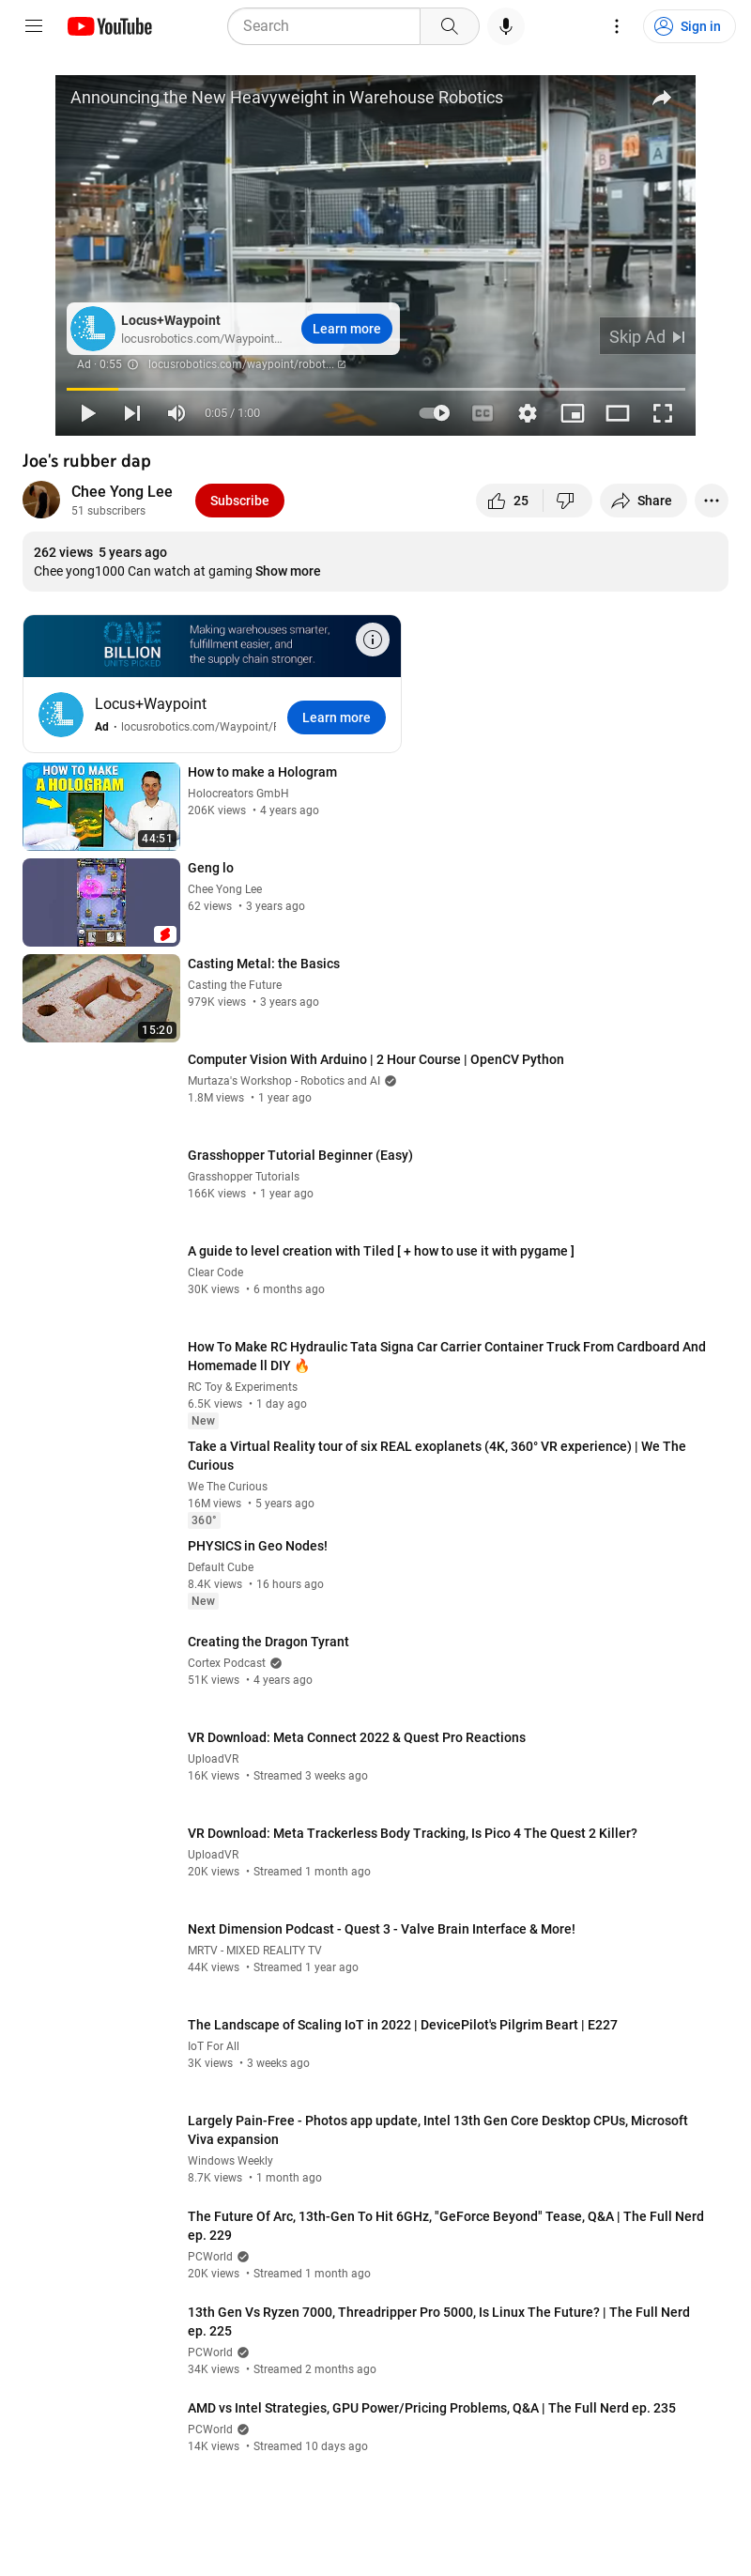 YouTube
Search
Sign in
Announcing the New Heavyweight in Warehouse Robotics
B
A
Locus+Waypoint
locusrobotics.com/Waypoint...
Learn more
Skip Ad
Ad · 0:55
locusrobotics.com/waypoint/robot...
0:05 / 1:00
CC
Joe's rubber dap
Chee Yong Lee
51 subscribers
Subscribe
25
Share
262 views 5 years ago
Chee yong1000 Can watch at gaming Show more
ONE
BILLION
UNITS PICKED
Making warehouses smarter,
fulfillment easier, and
the supply chain stronger.
Locus+Waypoint
Ad · locusrobotics.com/Waypoint/F
Learn more
HOW TO MAKE
A HOLOGRAM
44:51
How to make a Hologram
Holocreators GmbH
206K views • 4 years ago
Geng lo
Chee Yong Lee
62 views • 3 years ago
15:20
Casting Metal: the Basics
Casting the Future
979K views • 3 years ago
Computer Vision With Arduino | 2 Hour Course | OpenCV Python
Murtaza's Workshop - Robotics and AI
1.8M views • 1 year ago
Grasshopper Tutorial Beginner (Easy)
Grasshopper Tutorials
166K views • 1 year ago
A guide to level creation with Tiled [ + how to use it with pygame ]
Clear Code
30K views • 6 months ago
How To Make RC Hydraulic Tata Signa Car Carrier Container Truck From Cardboard And
Homemade ll DIY 🔥
RC Toy & Experiments
6.5K views • 1 day ago
New
Take a Virtual Reality tour of six REAL exoplanets (4K, 360° VR experience) | We The
Curious
We The Curious
16M views • 5 years ago
360°
PHYSICS in Geo Nodes!
Default Cube
8.4K views • 16 hours ago
New
Creating the Dragon Tyrant
Cortex Podcast
51K views • 4 years ago
VR Download: Meta Connect 2022 & Quest Pro Reactions
UploadVR
16K views • Streamed 3 weeks ago
VR Download: Meta Trackerless Body Tracking, Is Pico 4 The Quest 2 Killer?
UploadVR
20K views • Streamed 1 month ago
Next Dimension Podcast - Quest 3 - Valve Brain Interface & More!
MRTV - MIXED REALITY TV
44K views • Streamed 1 year ago
The Landscape of Scaling IoT in 2022 | DevicePilot's Pilgrim Beart | E227
IoT For All
3K views • 3 weeks ago
Largely Pain-Free - Photos app update, Intel 13th Gen Core Desktop CPUs, Microsoft
Viva expansion
Windows Weekly
8.7K views • 1 month ago
The Future Of Arc, 13th-Gen To Hit 6GHz, "GeForce Beyond" Tease, Q&A | The Full Nerd
ep. 229
PCWorld
20K views • Streamed 1 month ago
13th Gen Vs Ryzen 7000, Threadripper Pro 5000, Is Linux The Future? | The Full Nerd
ep. 225
PCWorld
34K views • Streamed 2 months ago
AMD vs Intel Strategies, GPU Power/Pricing Problems, Q&A | The Full Nerd ep. 235
PCWorld
14K views • Streamed 10 days ago